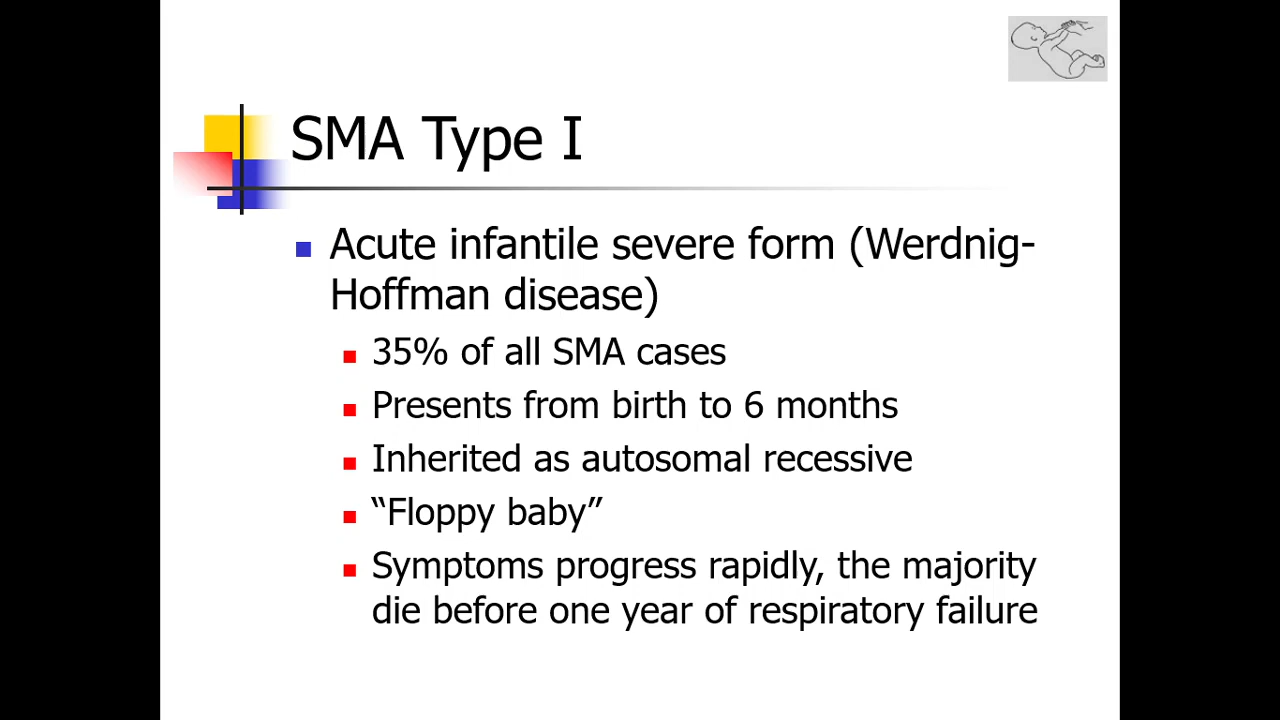 SMA Type I
Acute infantile severe form (Werdnig-
Hoffman disease)
35% of all SMA cases
Presents from birth to 6 months
Inherited as autosomal recessive
“Floppy baby”
Symptoms progress rapidly, the majority
die before one year of respiratory failure